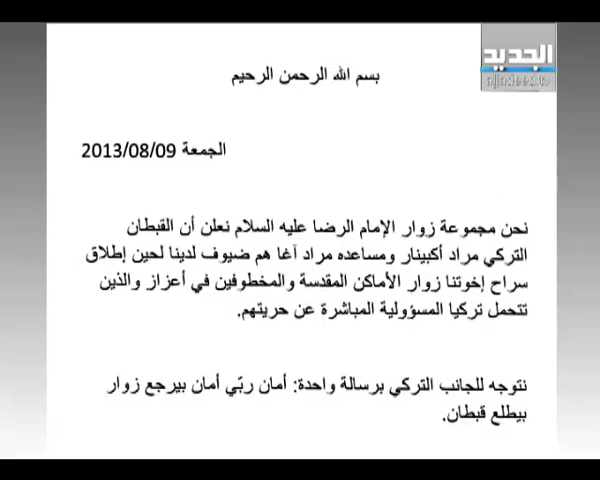 الجديد
aljadeed.tv
بسم الله الرحمن الرحيم
الجمعة 2013/08/09
نحن مجموعة زوار الإمام الرضا عليه السلام نعلن أن القبطان
التركي مراد أكبينار ومساعده مراد آغا هم ضيوف لدينا لحين إطلاق
سراح إخوتنا زوار الأماكن المقدسة والمخطوفين في أعزاز والذين
تتحمل تركيا المسؤولية المباشرة عن حريتهم.
نتوجه للجانب التركي برسالة واحدة: أمان ربّي أمان بيرجع زوار
بيطلع قبطان.